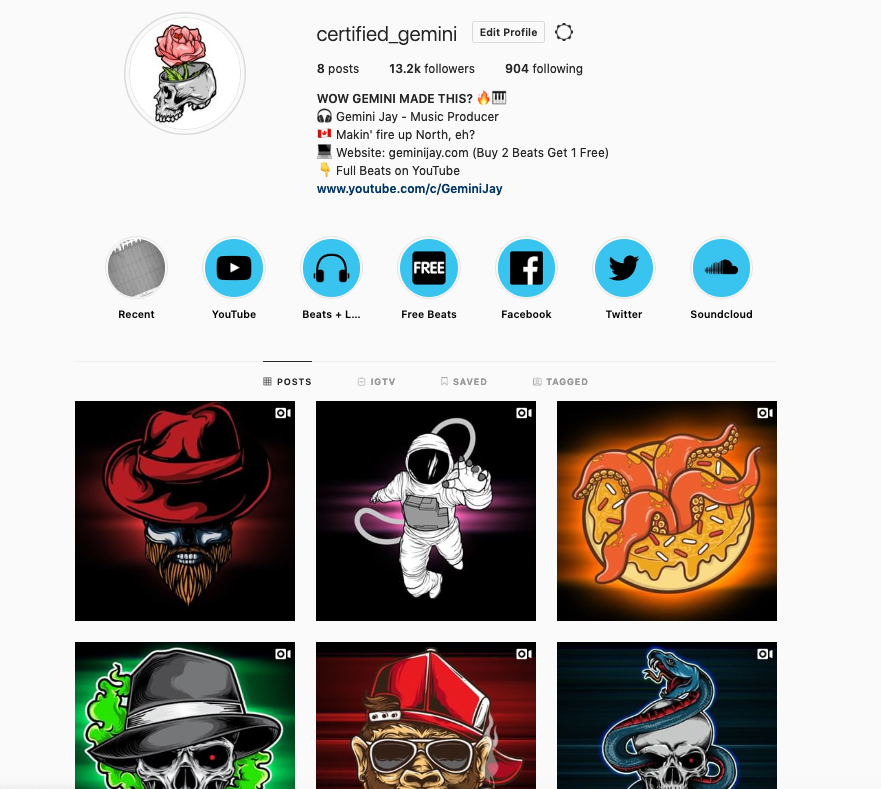 certified_gemini Edit Profile
8 posts 13.2k followers 904 following
WOW GEMINI MADE THIS? 🔥🎹
🎧 Gemini Jay - Music Producer
🇨🇦 Makin' fire up North, eh?
💻 Website: geminijay.com (Buy 2 Beats Get 1 Free)
👇 Full Beats on YouTube
www.youtube.com/c/GeminiJay
FREE
Recent YouTube Beats + L... Free Beats Facebook Twitter Soundcloud
POSTS IGTV SAVED TAGGED